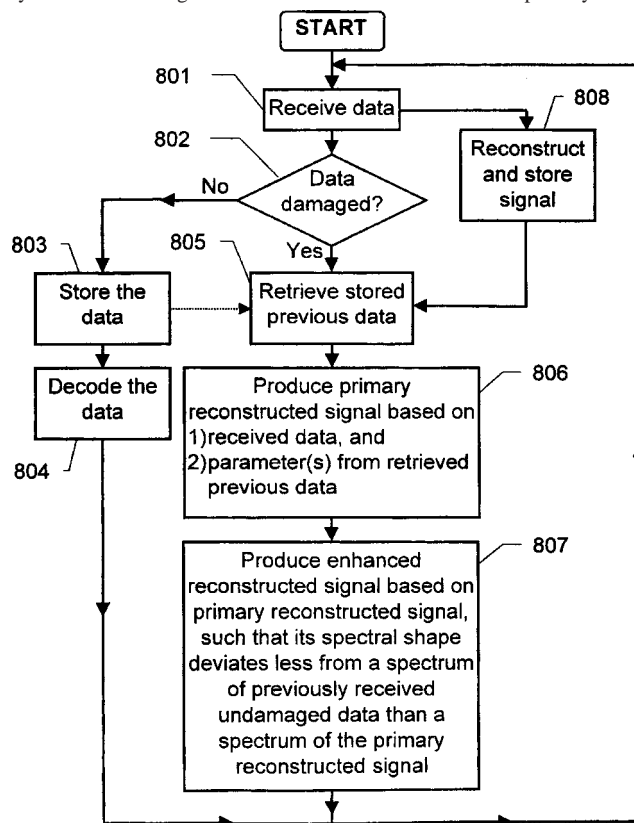 START
801
Receive data
808
Reconstruct
and store
signal
802
Data
damaged?
No
Yes
803
Store the
data
805
Retrieve stored
previous data
Decode the
data
804
Produce primary
reconstructed signal based on
1)received data, and
2)parameter(s) from retrieved
previous data
806
Produce enhanced
reconstructed signal based on
primary reconstructed signal,
such that its spectral shape
deviates less from a spectrum
of previously received
undamaged data than a
spectrum of the primary
reconstructed signal
807